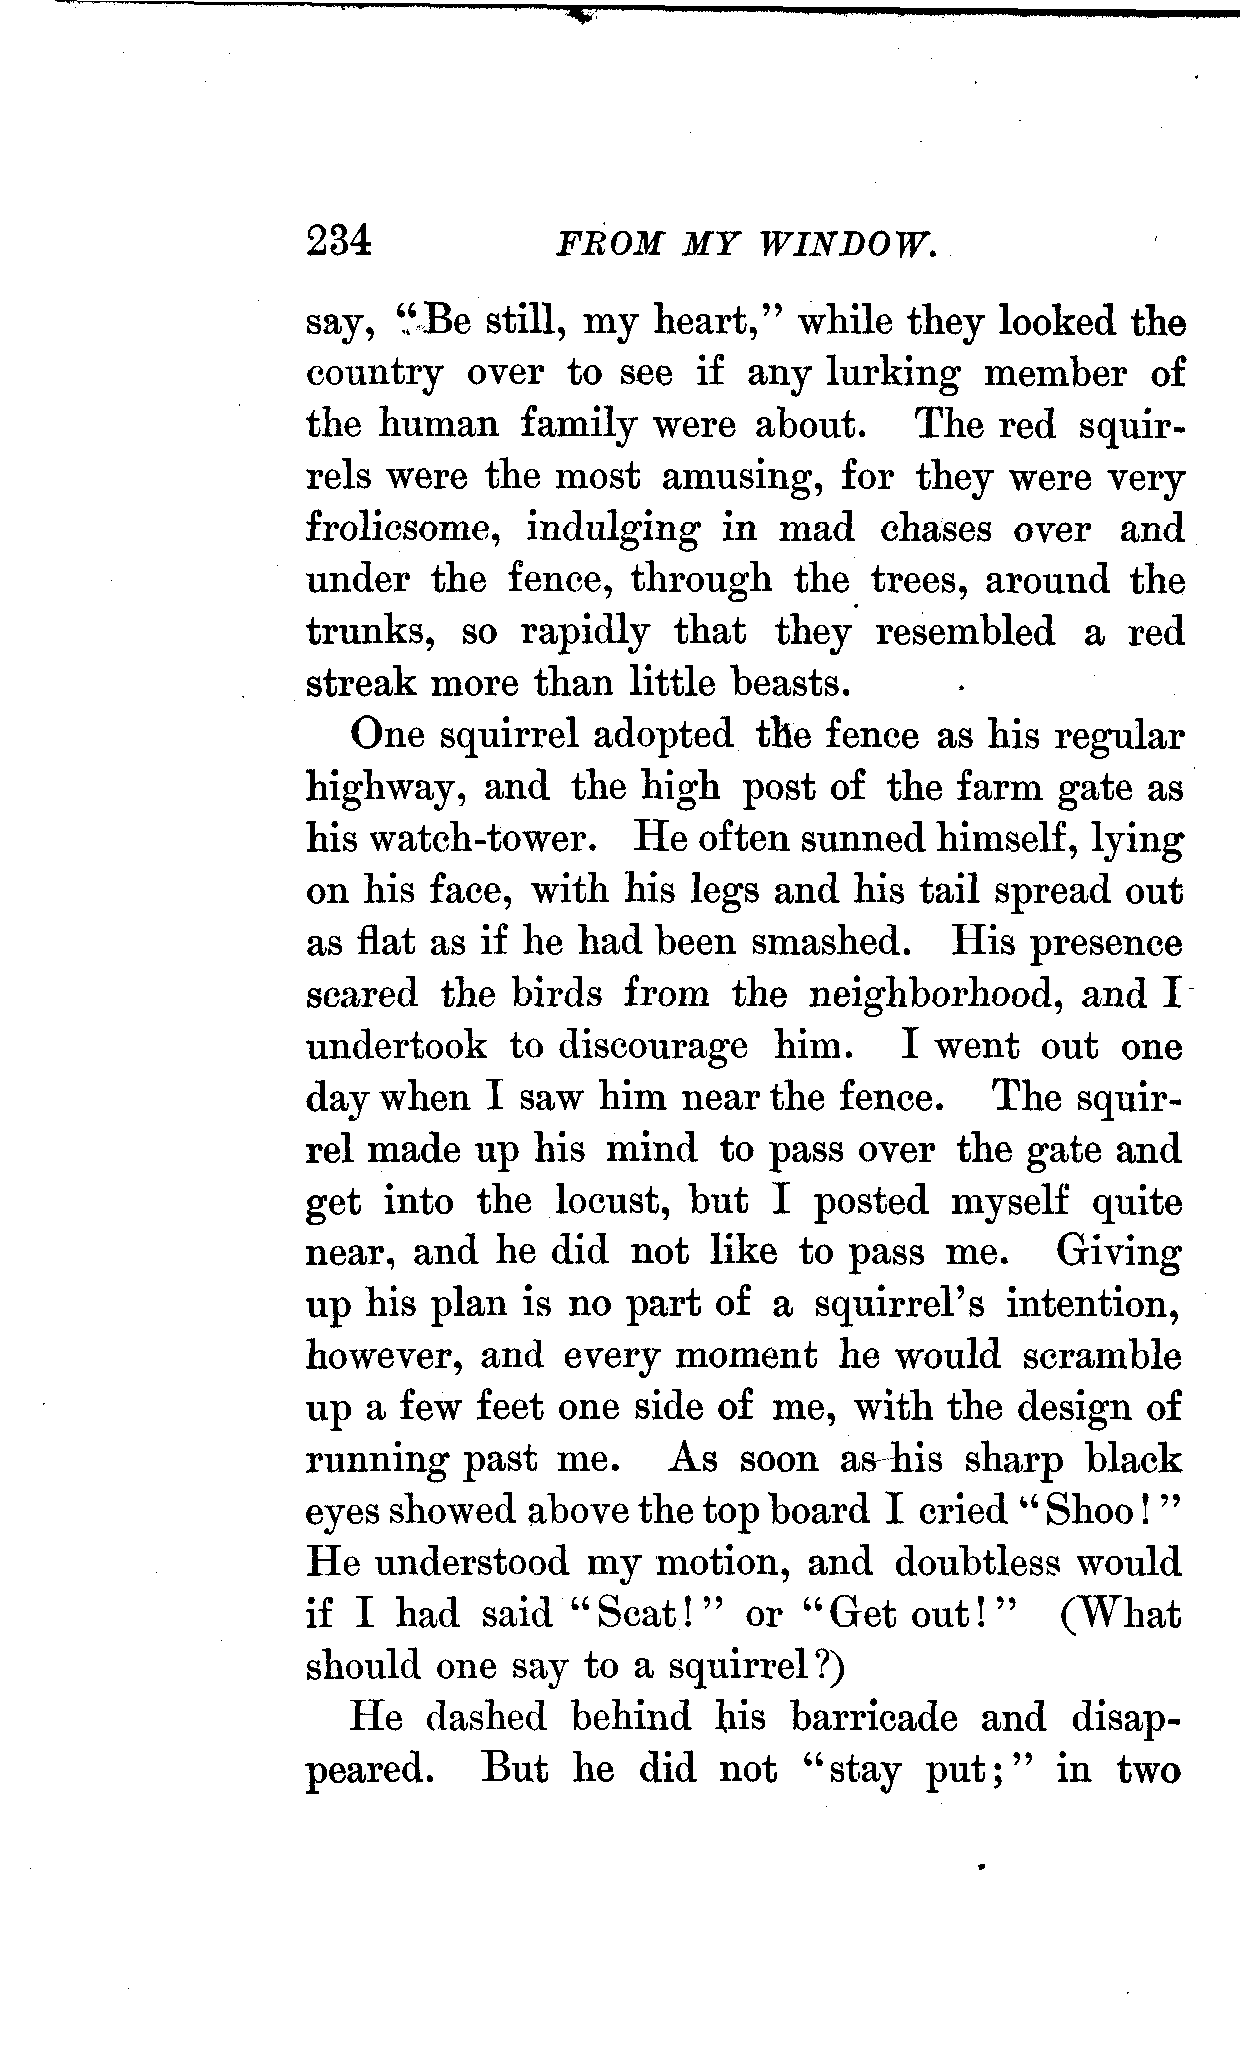 234 FROM MY WINDOW.
say, "Be still, my heart," while they looked the
country over to see if any lurking member of
the human family were about. The red squir-
rels were the most amusing, for they were very
frolicsome, indulging in mad chases over and
under the fence, through the trees, around the
trunks, so rapidly that they resembled a red
streak more than little beasts.
One squirrel adopted the fence as his regular
highway, and the high post of the farm gate as
his watch-tower. He often sunned himself, lying
on his face, with his legs and his tail spread out
as flat as if he had been smashed. His presence
scared the birds from the neighborhood, and I
undertook to discourage him. I went out one
day when I saw him near the fence. The squir-
rel made up his mind to pass over the gate and
get into the locust, but I posted myself quite
near, and he did not like to pass me. Giving
up his plan is no part of a squirrel's intention,
however, and every moment he would scramble
up a few feet one side of me, with the design of
running past me. As soon as his sharp black
eyes showed above the top board I cried "Shoo!"
He understood my motion, and doubtless would
if I had said "Scat!" or "Get out!" (What
should one say to a squirrel?)
He dashed behind his barricade and disap-
peared. But he did not "stay put;" in two